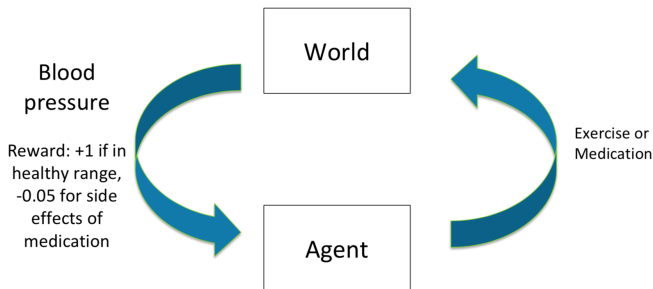 World
Blood
pressure
Reward: +1 if in
healthy range,
-0.05 for side
effects of
medication
Exercise or
Medication
Agent